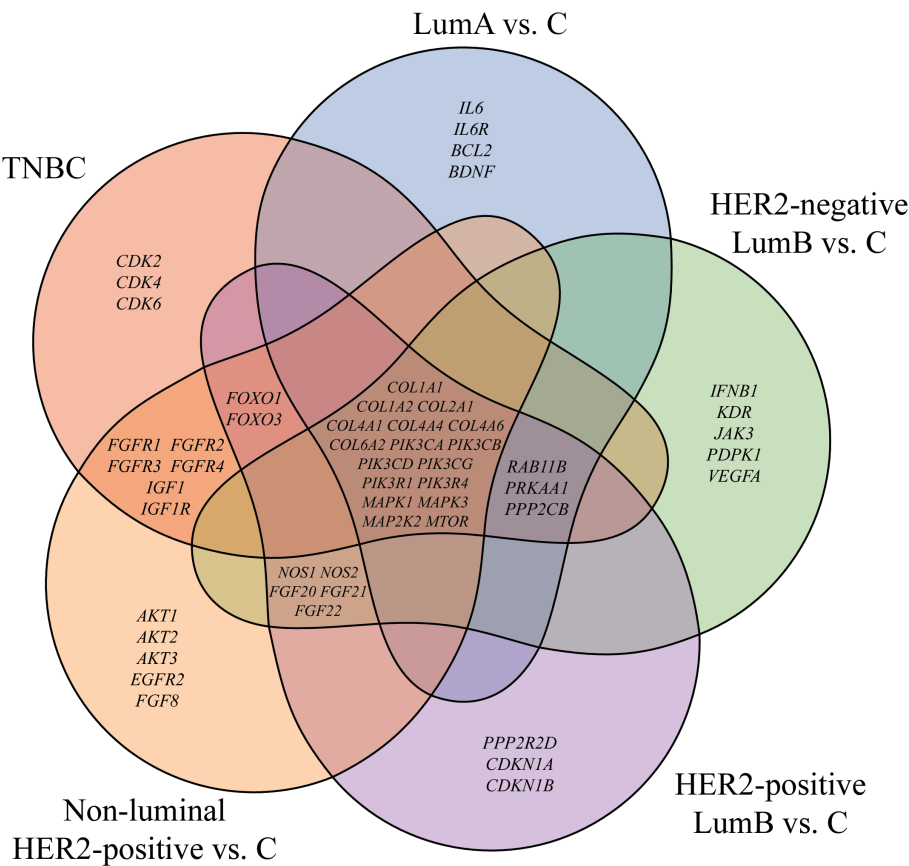 LumA vs. C
IL6
IL6R
BCL2
BDNF
TNBC
HER2-negative
LumB vs. C
CDK2
CDK4
CDK6
IFNB1
KDR
JAK3
PDPK1
VEGFA
FOXO1
FOXO3
COL1A1
COL1A2 COL2A1
COL4A1 COL4A4 COL4A6
COL6A2 PIK3CA PIK3CB
PIK3CD PIK3CG
PIK3R1 PIK3R4
MAPK1 MAPK3
MAP2K2 MTOR
FGFR1 FGFR2
FGFR3 FGFR4
IGF1
IGF1R
RAB11B
PRKAA1
PPP2CB
NOS1 NOS2
FGF20 FGF21
FGF22
AKT1
AKT2
AKT3
EGFR2
FGF8
PPP2R2D
CDKN1A
CDKN1B
HER2-positive
LumB vs. C
Non-luminal
HER2-positive vs. C